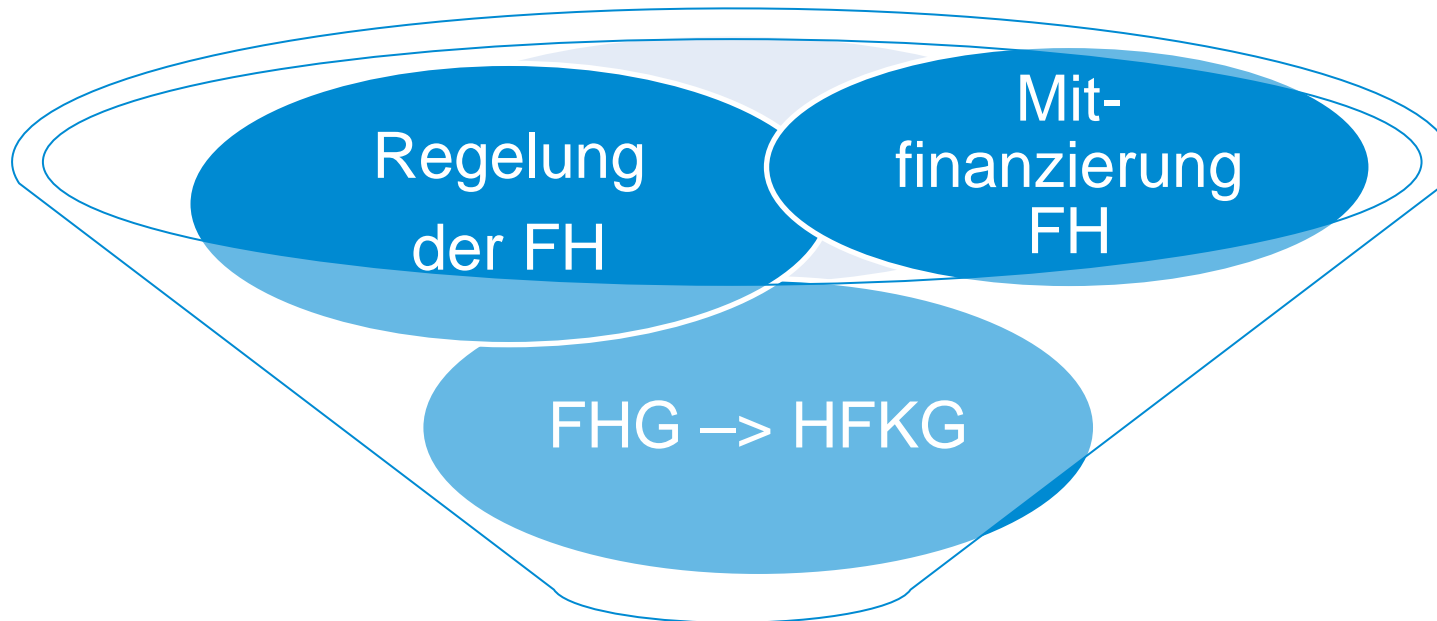 Regelung
der FH
Mit-
finanzierung
FH
FHG –> HFKG